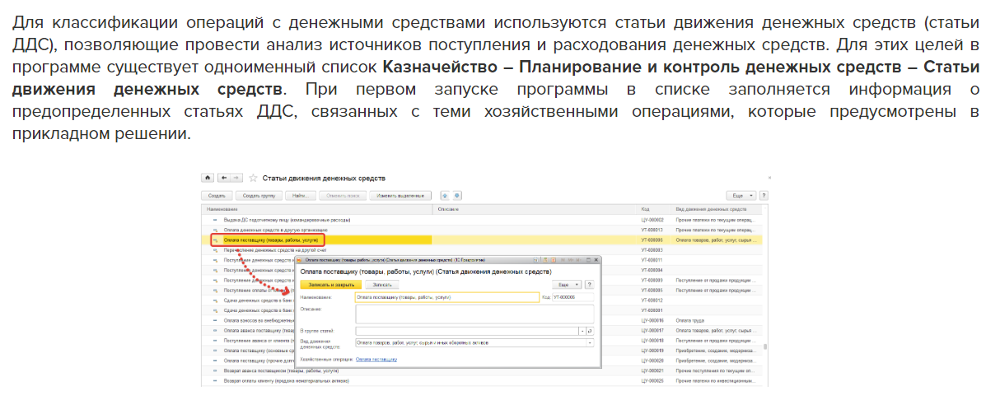 Для классификации операций с денежными средствами используются статьи движения денежных средств (статьи
ДДС), позволяющие провести анализ источников поступления и расходования денежных средств. Для этих целей в
программе существует одноименный список Казначейство – Планирование и контроль денежных средств – Статьи
движения денежных средств. При первом запуске программы в списке заполняется информация о
предопределенных статьях ДДС, связанных с теми хозяйственными операциями, которые предусмотрены в
прикладном решении.
Статьи движения денежных средств
Создать Создать группу Найти... Отменить поиск Изменить выделенные Еще ?
Наименование Описание Код Вид движения денежных средств
Выдача ДС подотчетному лицу (командировочные расходы) ЦУ-000002 Прочие платежи по текущим операц...
Оплата денежных средств в другую организацию УТ-000013 Прочие платежи по текущим операц...
Оплата поставщику (товары, работы, услуги) УТ-000006 Оплата товаров, работ, услуг, сырья ...
Перечисление денежных средств на другой счет УТ-000003
Поступление денежных средств УТ-000011
Поступление денежных средств УТ-000004
Поступление денежных средств УТ-000009 Поступление от продажи продукции ...
Поступление оплаты от УТ-000005 Поступление от продажи продукции ...
Сдача денежных средств в банк УТ-000012
Сдача денежных средств в банк УТ-000001
Оплата взносов во внебюджетные ЦУ-000016 Оплата труда
Оплата аванса поставщику ЦУ-000017 Оплата товаров, работ, услуг, сырья ...
Поступление аванса от клиента ЦУ-000018 Поступление от продажи продукции ...
Оплата поставщику (основные ср ЦУ-000019 Приобретение, создание, модерниза...
Оплата поставщику (прочие ЦУ-000020 Приобретение, создание, модерниза...
Возврат аванса поставщиком (товары, работы, услуги) ЦУ-000021 Прочие поступления по текущим оп...
Возврат оплаты клиенту (продажа нематериальных активов) ЦУ-000025 Прочие платежи по инвестиционным...
Оплата поставщику (товары, работы, услуги) (Статья движения денежных средств) (1С:Предприятие)
Оплата поставщику (товары, работы, услуги) (Статья движения денежных средств)
Записать и закрыть Записать Еще ?
Наименование: Оплата поставщику (товары, работы, услуги) Код: УТ-000006
Описание:
В группе статей:
Вид движения
денежных средств: Оплата товаров, работ, услуг, сырья и иных оборотных активов
Хозяйственные операции: Оплата поставщику